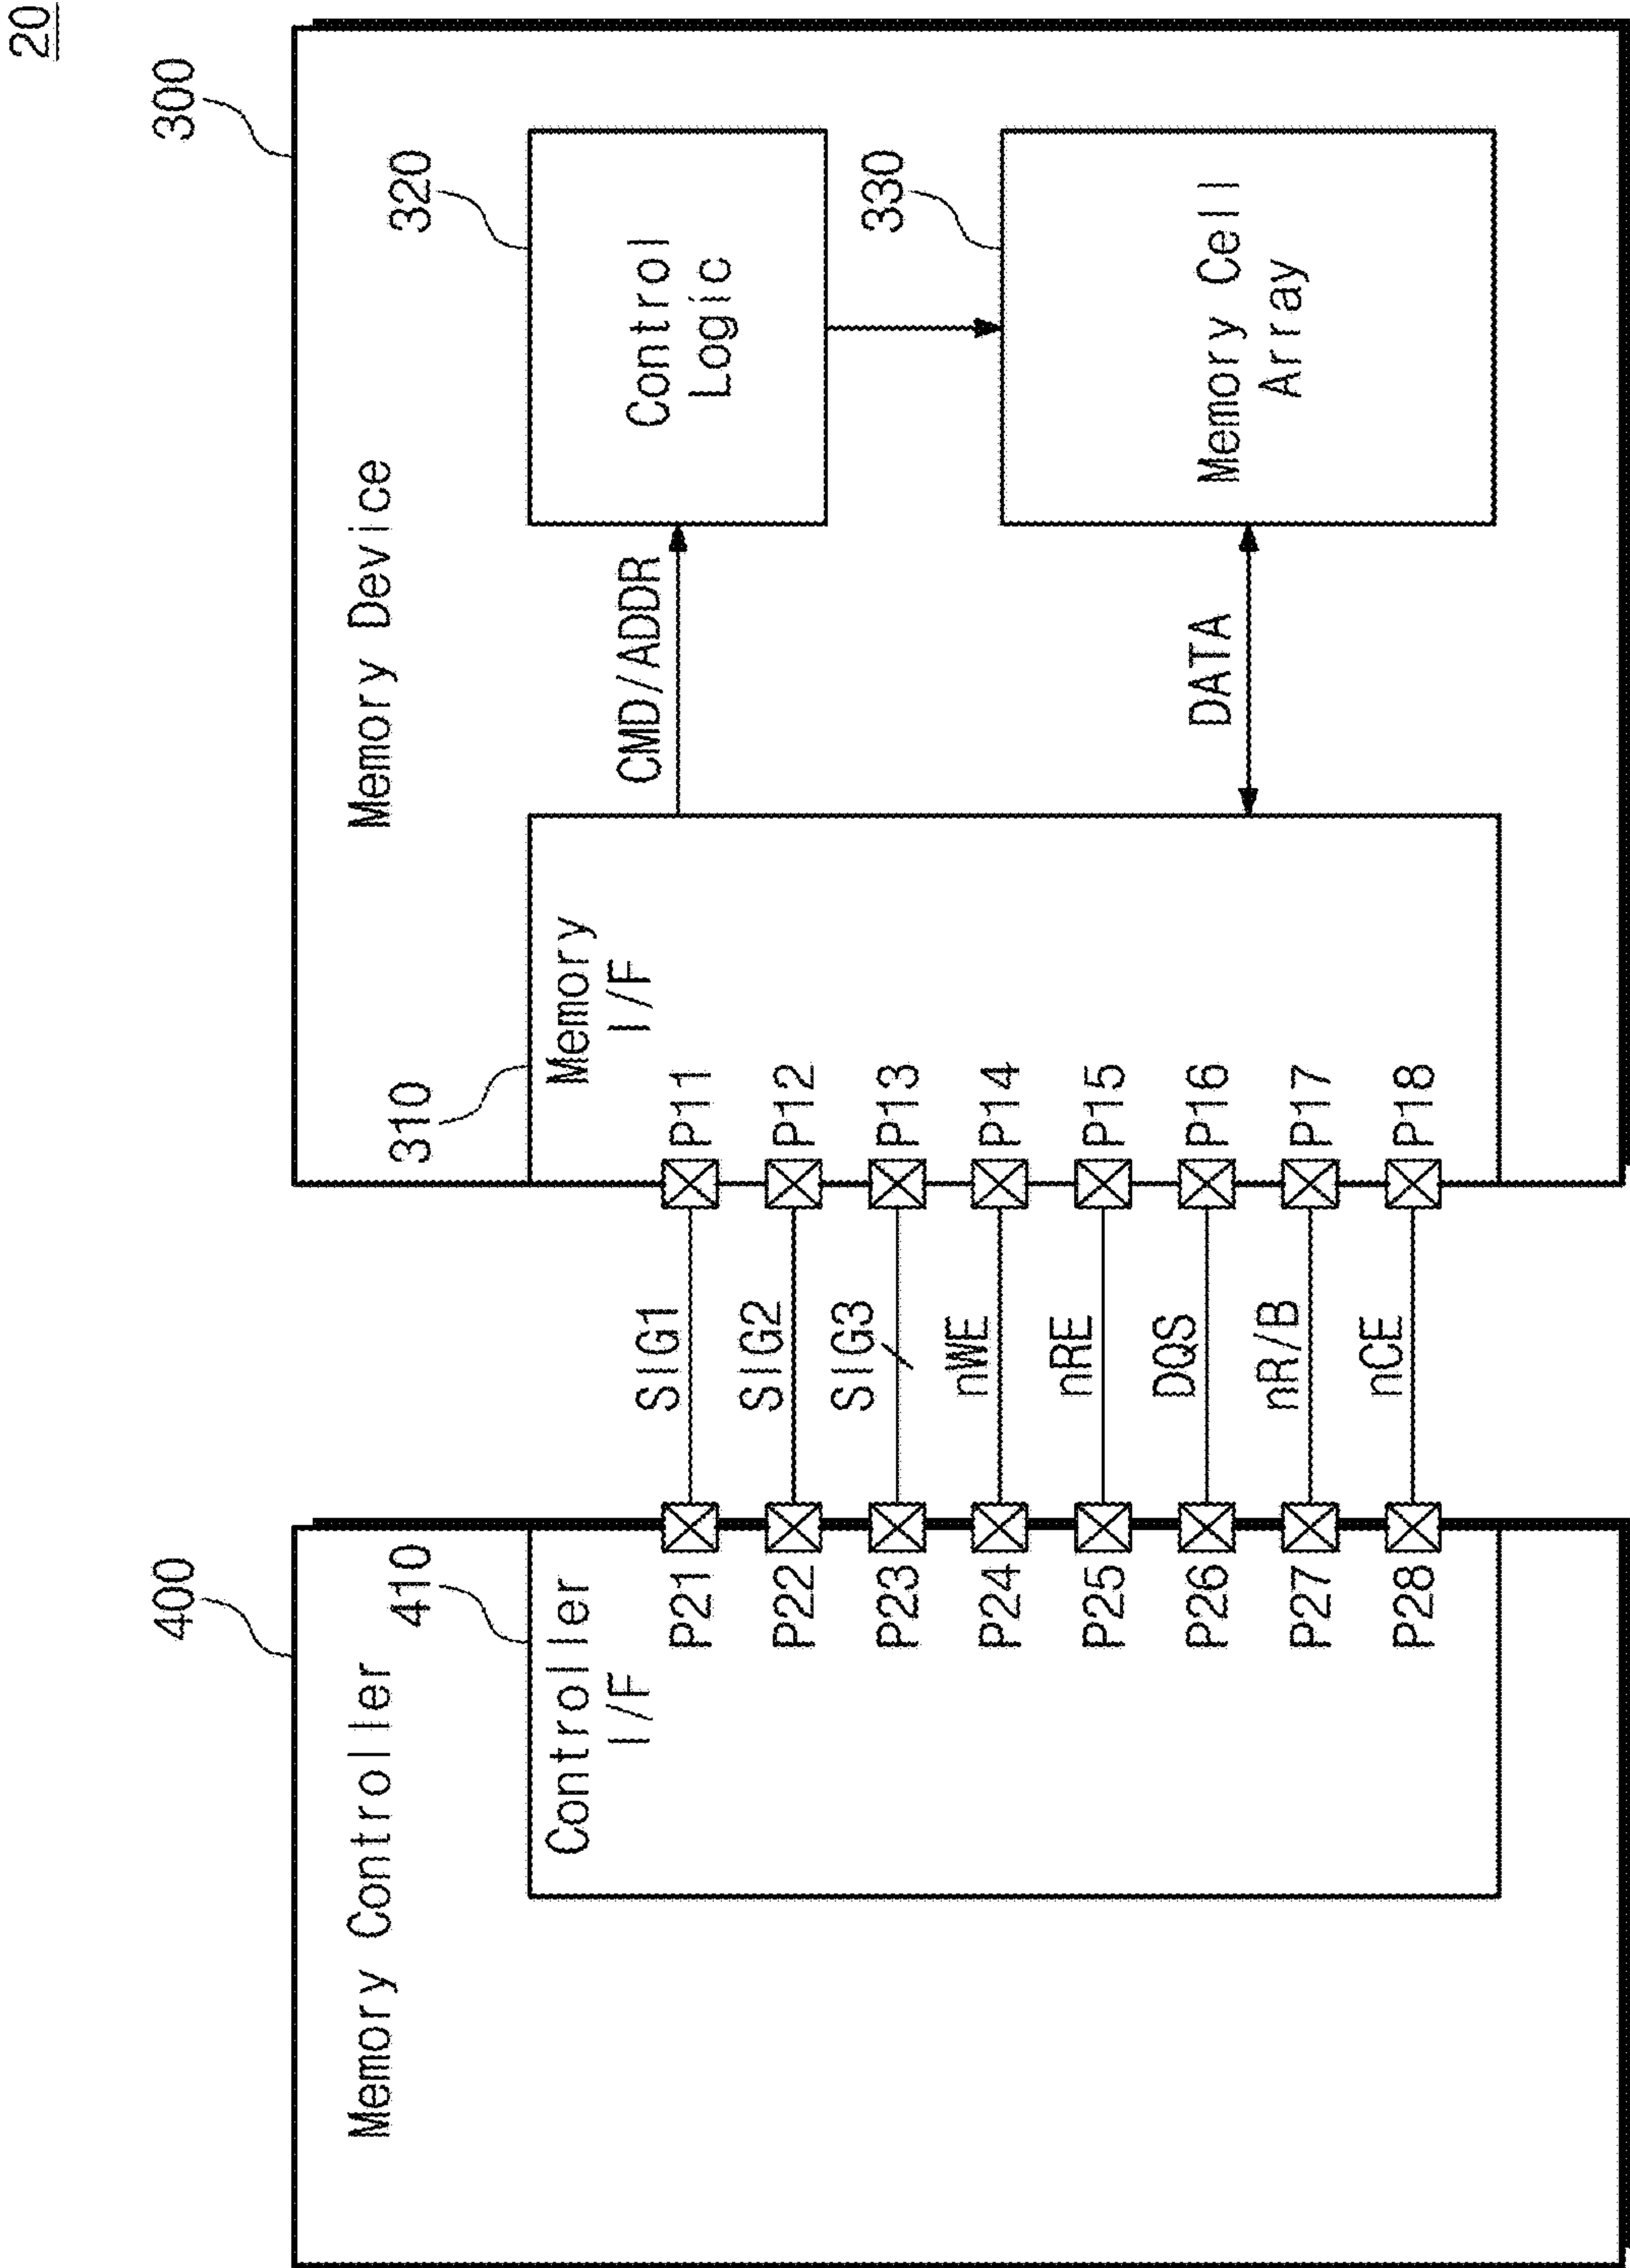 20
400
300
Memory Controller
Memory Device
410
310
320
Controller
I/F
Memory
I/F
Control
Logic
CMD/ADDR
P21
SIG1
P11
P22
SIG2
P12
P23
SIG3
P13
330
P24
nWE
P14
P25
nRE
P15
P26
DQS
P16
DATA
Memory Cell
Array
P27
nR/B
P17
P28
nCE
P18